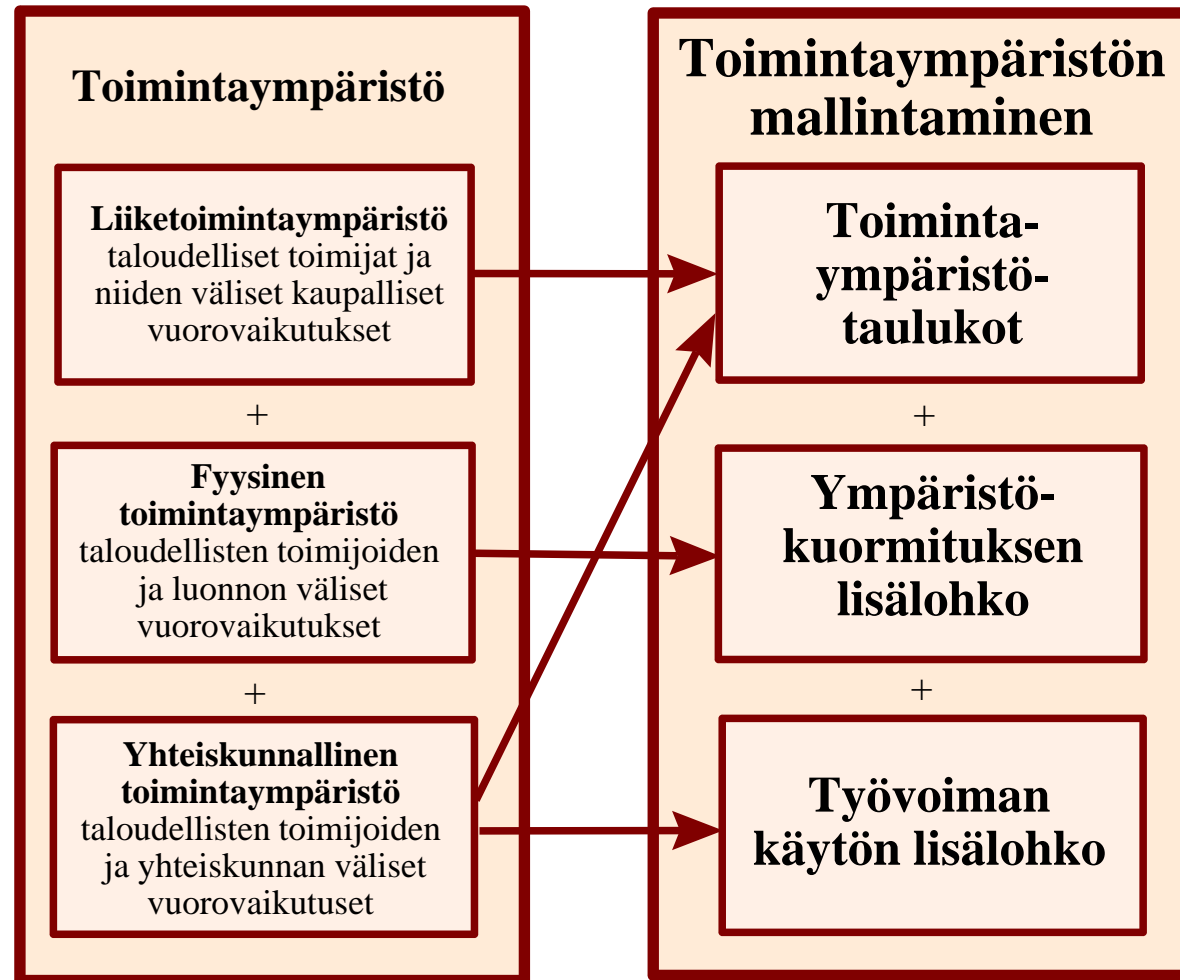 Toimintaympäristö
Liiketoimintaympäristö
taloudelliset toimijat ja
niiden väliset kaupalliset
vuorovaikutukset
+
Fyysinen
toimintaympäristö
taloudellisten toimijoiden
ja luonnon väliset
vuorovaikutukset
+
Yhteiskunnallinen
toimintaympäristö
taloudellisten toimijoiden
ja yhteiskunnan väliset
vuorovaikutuset
Toimintaympäristön
mallintaminen
Toiminta-
ympäristö-
taulukot
+
Ympäristö-
kuormituksen
lisälohko
+
Työvoiman
käytön lisälohko